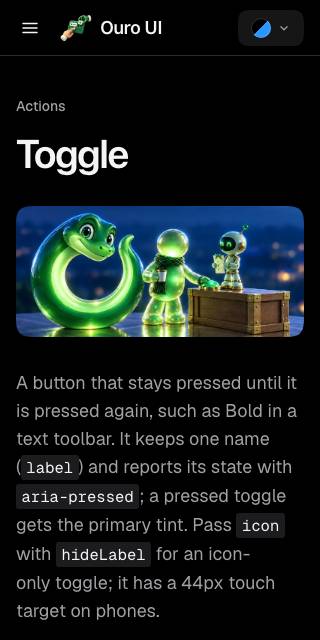 Ouro UI
Actions
Toggle
A button that stays pressed until it
is pressed again, such as Bold in a
text toolbar. It keeps one name
(label) and reports its state with
aria-pressed; a pressed toggle
gets the primary tint. Pass icon
with hideLabel for an icon-
only toggle; it has a 44px touch
target on phones.